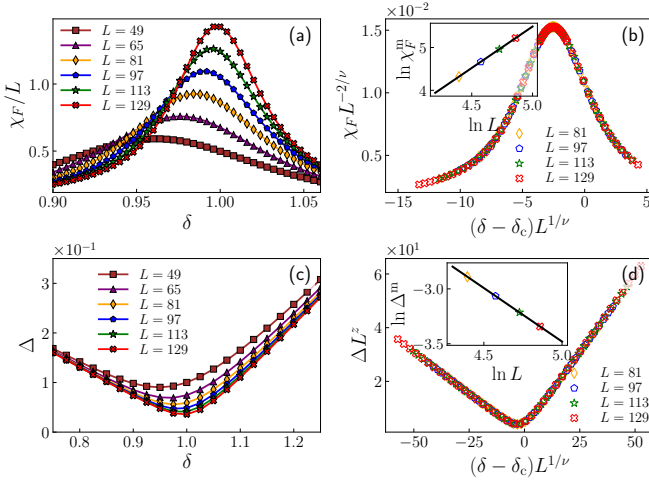 (a)
L = 49
L = 65
L = 81
L = 97
L = 113
L = 129
χ_F/L
0.5
1.0
0.90
0.95
1.00
1.05
δ
×10⁻²
(b)
χ_F L^{-2/ν}
0.0
0.5
1.0
1.5
−15
−10
−5
0
5
(δ − δ_c)L^{1/ν}
L = 81
L = 97
L = 113
L = 129
ln χ_F^m
4
5
4.5
5.0
ln L
×10⁻¹
(c)
L = 49
L = 65
L = 81
L = 97
L = 113
L = 129
Δ
0
1
2
3
0.8
0.9
1.0
1.1
1.2
δ
×10¹
(d)
ΔL^z
2
4
6
−50
−25
0
25
50
(δ − δ_c)L^{1/ν}
L = 81
L = 97
L = 113
L = 129
ln Δ^m
−3.0
−3.5
4.5
5.0
ln L